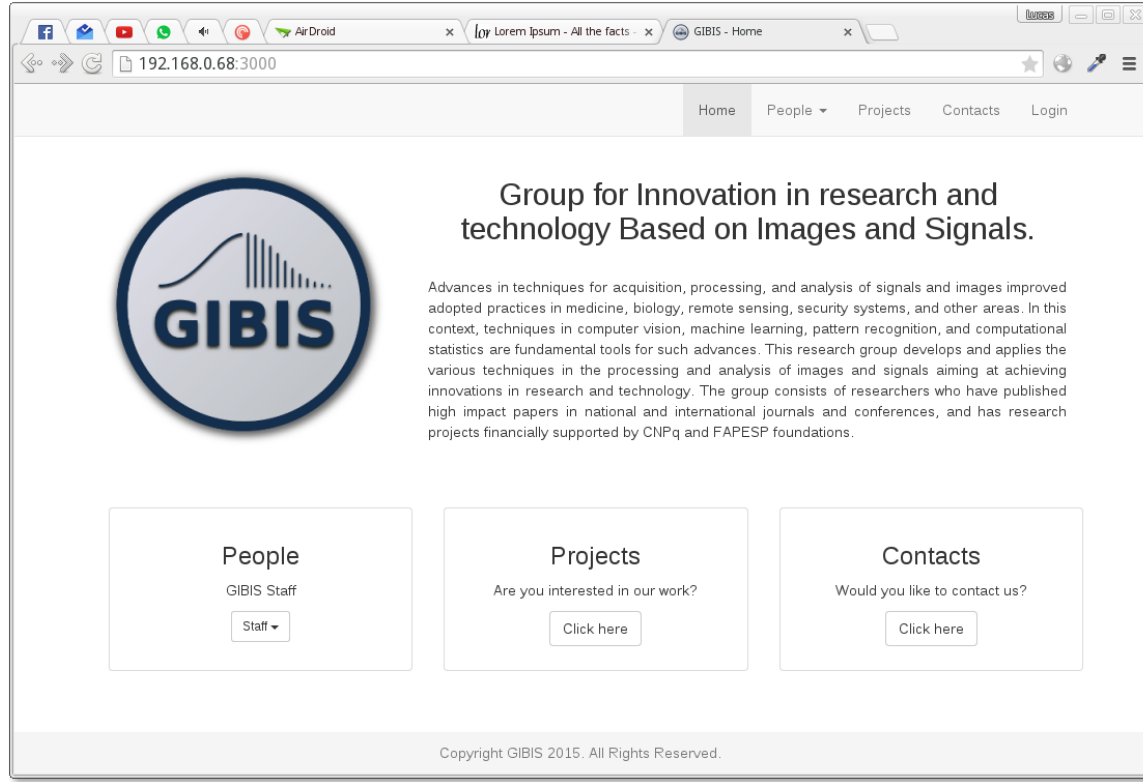 Lucas
AirDroid
Lorem Ipsum - All the facts -
GIBIS - Home
192.168.0.68:3000
Home People Projects Contacts Login
GIBIS
Group for Innovation in research and
technology Based on Images and Signals.
Advances in techniques for acquisition, processing, and analysis of signals and images improved
adopted practices in medicine, biology, remote sensing, security systems, and other areas. In this
context, techniques in computer vision, machine learning, pattern recognition, and computational
statistics are fundamental tools for such advances. This research group develops and applies the
various techniques in the processing and analysis of images and signals aiming at achieving
innovations in research and technology. The group consists of researchers who have published
high impact papers in national and international journals and conferences, and has research
projects financially supported by CNPq and FAPESP foundations.
People
GIBIS Staff
Staff
Projects
Are you interested in our work?
Click here
Contacts
Would you like to contact us?
Click here
Copyright GIBIS 2015. All Rights Reserved.